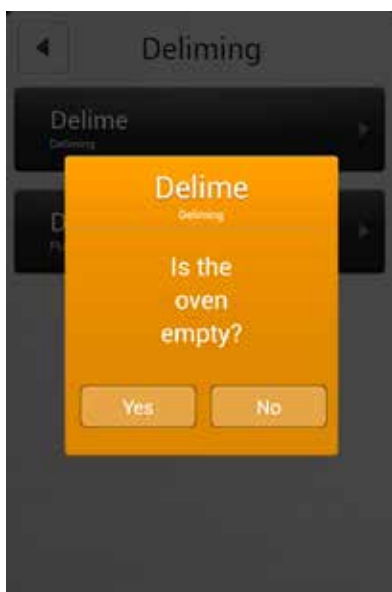 Deliming
Delime
Deliming
Delime
Deliming
Is the
oven
empty?
Yes
No